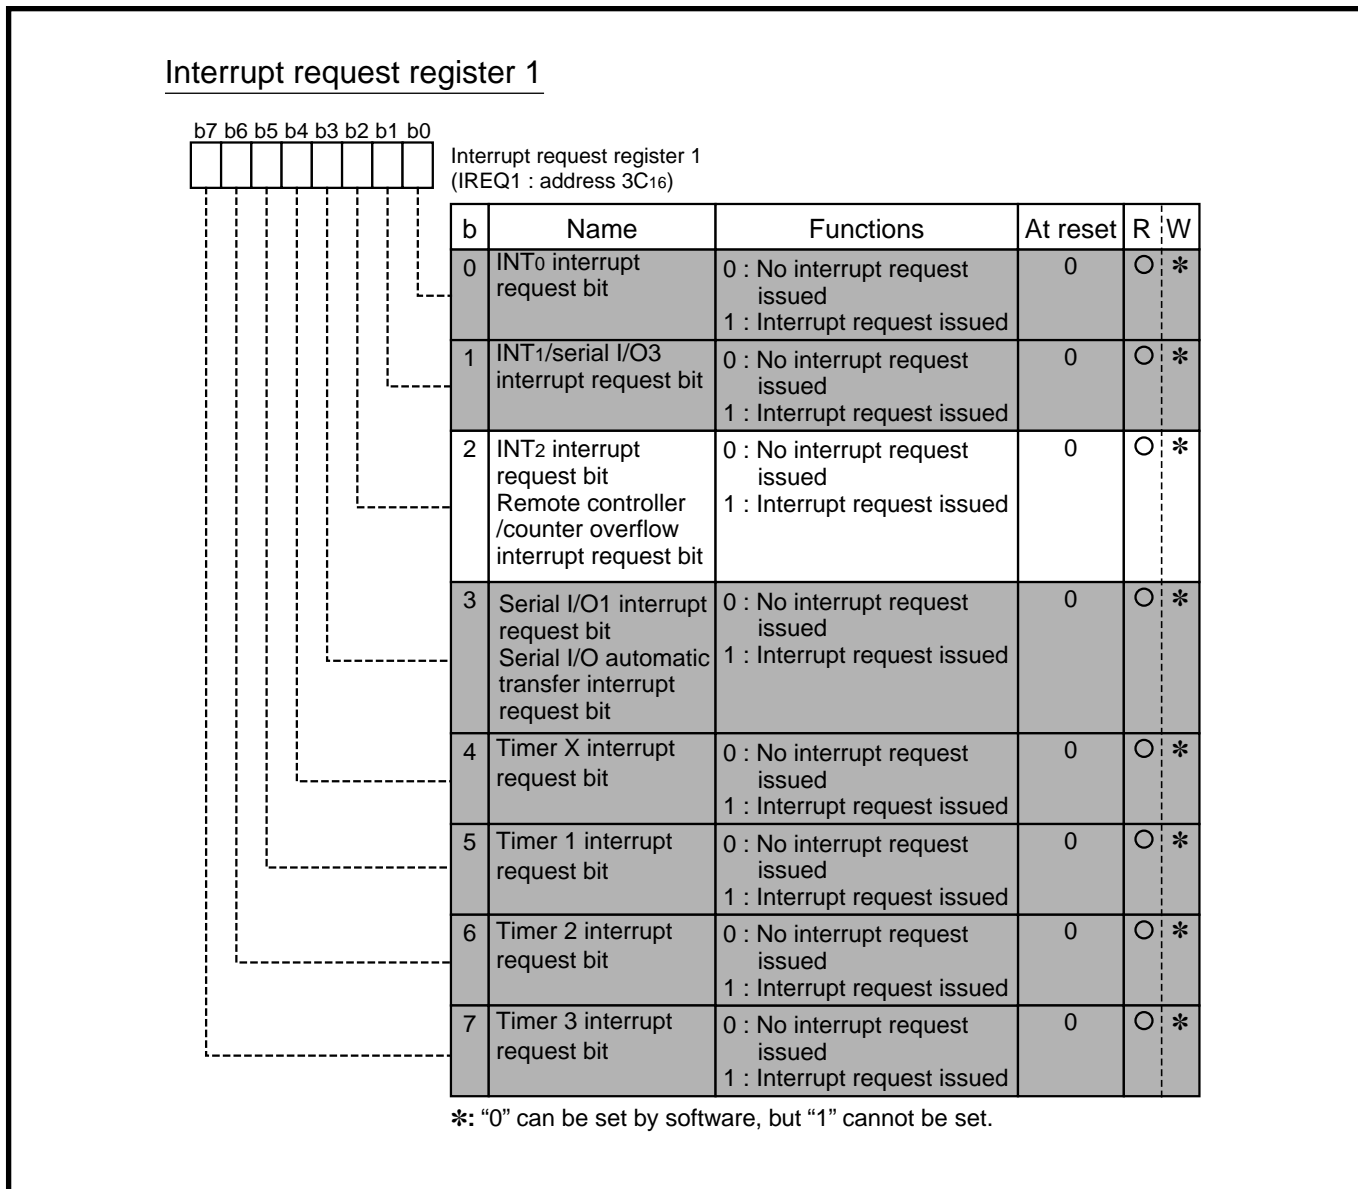 Interrupt request register 1
b7 b6 b5 b4 b3 b2 b1 b0
Interrupt request register 1
(IREQ1 : address 3C16)
b Name Functions At reset R W
0 INT0 interrupt request bit 0 : No interrupt request issued 1 : Interrupt request issued 0 O ✻
1 INT1/serial I/O3 interrupt request bit 0 : No interrupt request issued 1 : Interrupt request issued 0 O ✻
2 INT2 interrupt request bit Remote controller /counter overflow interrupt request bit 0 : No interrupt request issued 1 : Interrupt request issued 0 O ✻
3 Serial I/O1 interrupt request bit Serial I/O automatic transfer interrupt request bit 0 : No interrupt request issued 1 : Interrupt request issued 0 O ✻
4 Timer X interrupt request bit 0 : No interrupt request issued 1 : Interrupt request issued 0 O ✻
5 Timer 1 interrupt request bit 0 : No interrupt request issued 1 : Interrupt request issued 0 O ✻
6 Timer 2 interrupt request bit 0 : No interrupt request issued 1 : Interrupt request issued 0 O ✻
7 Timer 3 interrupt request bit 0 : No interrupt request issued 1 : Interrupt request issued 0 O ✻
✻: “0” can be set by software, but “1” cannot be set.